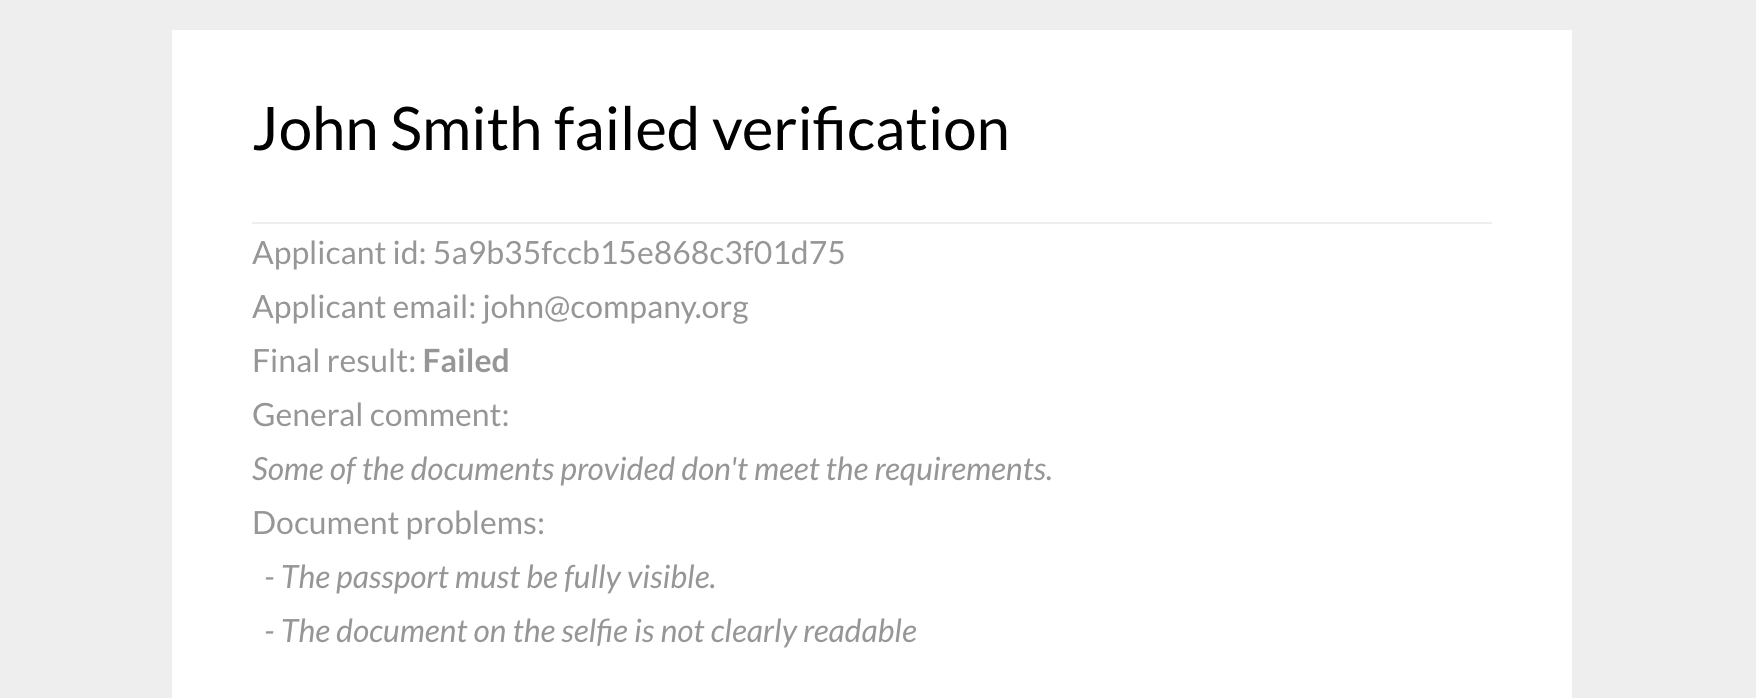 John Smith failed verification
Applicant id: 5a9b35fccb15e868c3f01d75
Applicant email: john@company.org
Final result: Failed
General comment:
Some of the documents provided don't meet the requirements.
Document problems:
- The passport must be fully visible.
- The document on the selfie is not clearly readable